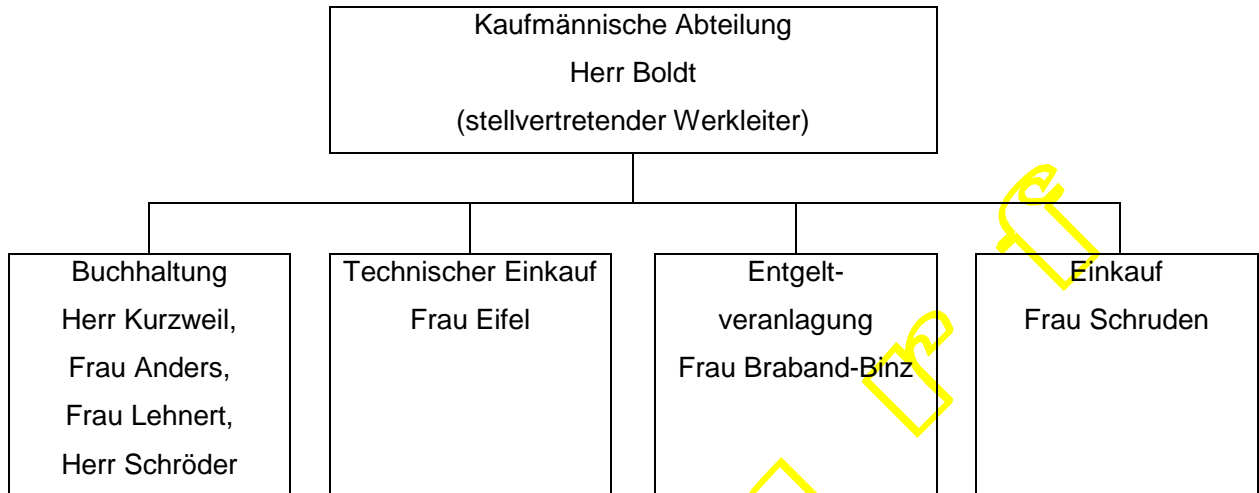 Kaufmännische Abteilung
Herr Boldt
(stellvertretender Werkleiter)
Buchhaltung
Herr Kurzweil,
Frau Anders,
Frau Lehnert,
Herr Schröder
Technischer Einkauf
Frau Eifel
Entgelt-
veranlagung
Frau Braband-Binz
Einkauf
Frau Schruden